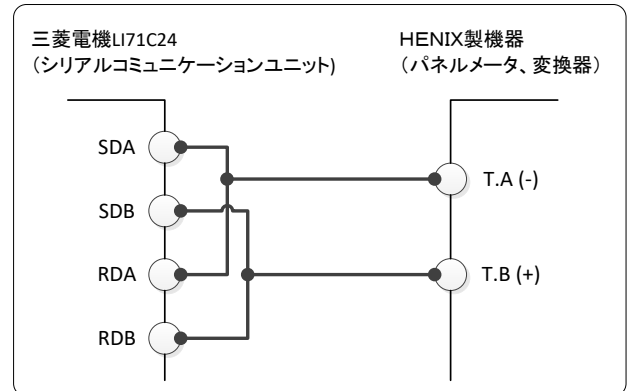 三菱電機LI71C24
（シリアルコミュニケーションユニット)
HENIX製機器
（パネルメータ、変換器）
SDA
SDB
RDA
RDB
T.A (-)
T.B (+)